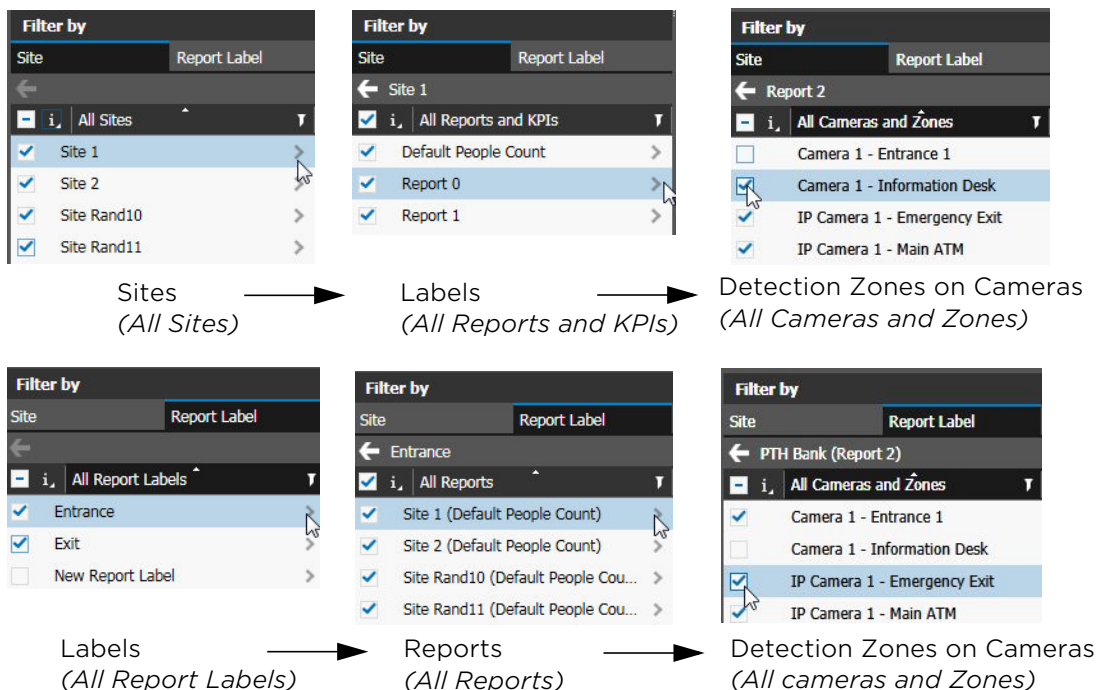 Filter by
Site Report Label
i All Sites
Site 1
Site 2
Site Rand10
Site Rand11
Filter by
Site Report Label
Site 1
i All Reports and KPIs
Default People Count
Report 0
Report 1
Filter by
Site Report Label
Report 2
i All Cameras and Zones
Camera 1 - Entrance 1
Camera 1 - Information Desk
IP Camera 1 - Emergency Exit
IP Camera 1 - Main ATM
Sites
(All Sites)
Labels
(All Reports and KPIs)
Detection Zones on Cameras
(All Cameras and Zones)
Filter by
Site Report Label
i All Report Labels
Entrance
Exit
New Report Label
Filter by
Site Report Label
Entrance
i All Reports
Site 1 (Default People Count)
Site 2 (Default People Count)
Site Rand10 (Default People Cou...
Site Rand11 (Default People Cou...
Filter by
Site Report Label
PTH Bank (Report 2)
i All Cameras and Zones
Camera 1 - Entrance 1
Camera 1 - Information Desk
IP Camera 1 - Emergency Exit
IP Camera 1 - Main ATM
Labels
(All Report Labels)
Reports
(All Reports)
Detection Zones on Cameras
(All cameras and Zones)